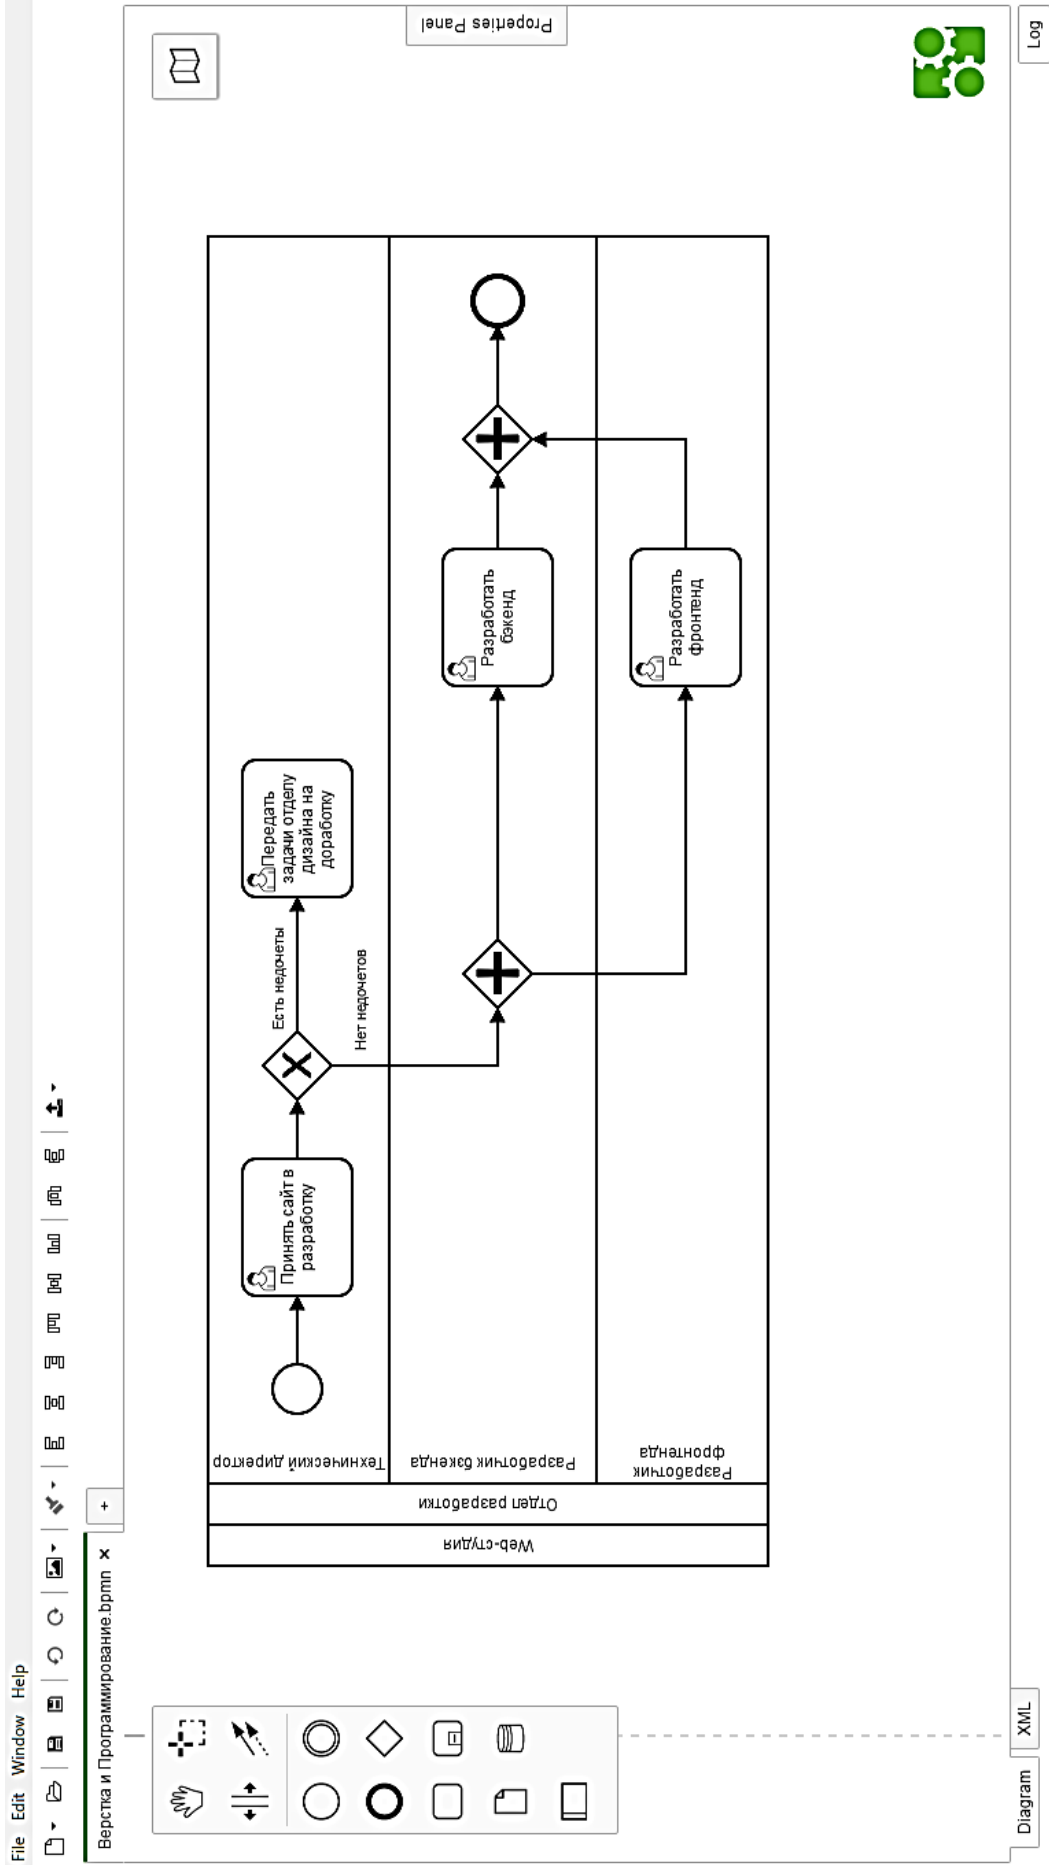 File Edit Window Help
Верстка и Программирование.bpmn ×
+
Properties Panel
Web-студия
Отдел разработки
Технический директор
Принять сайт в
разработку
Есть недочеты
Нет недочетов
Передать
задачи отделу
дизайна на
доработку
Разработчик бэкенда
Разработать
бэкенд
Разработчик
фронтенда
Разработать
фронтенд
Diagram
XML
Log